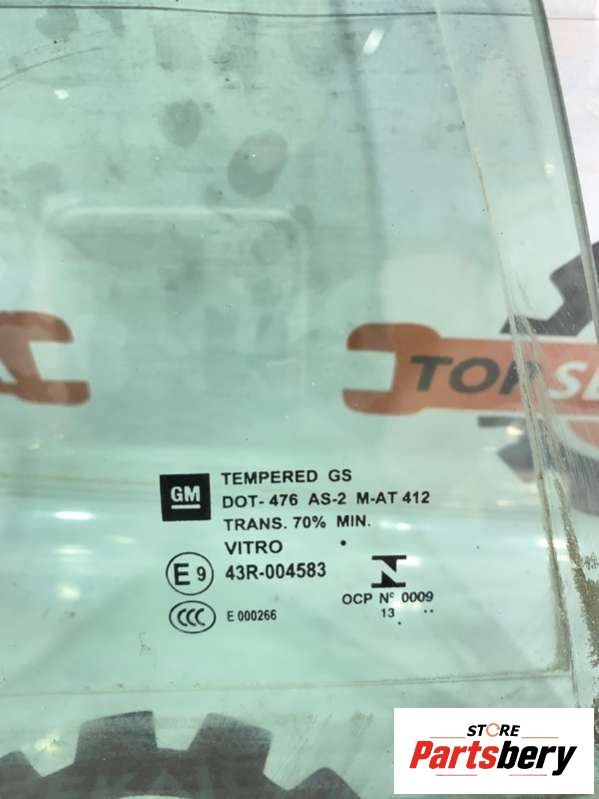 TOPSE
GM
TEMPERED GS
DOT- 476 AS-2 M-AT 412
TRANS. 70% MIN.
VITRO
E 9 43R-004583
CCC E 000266
N
OCP Nº 0009
13
STORE
Partsbery